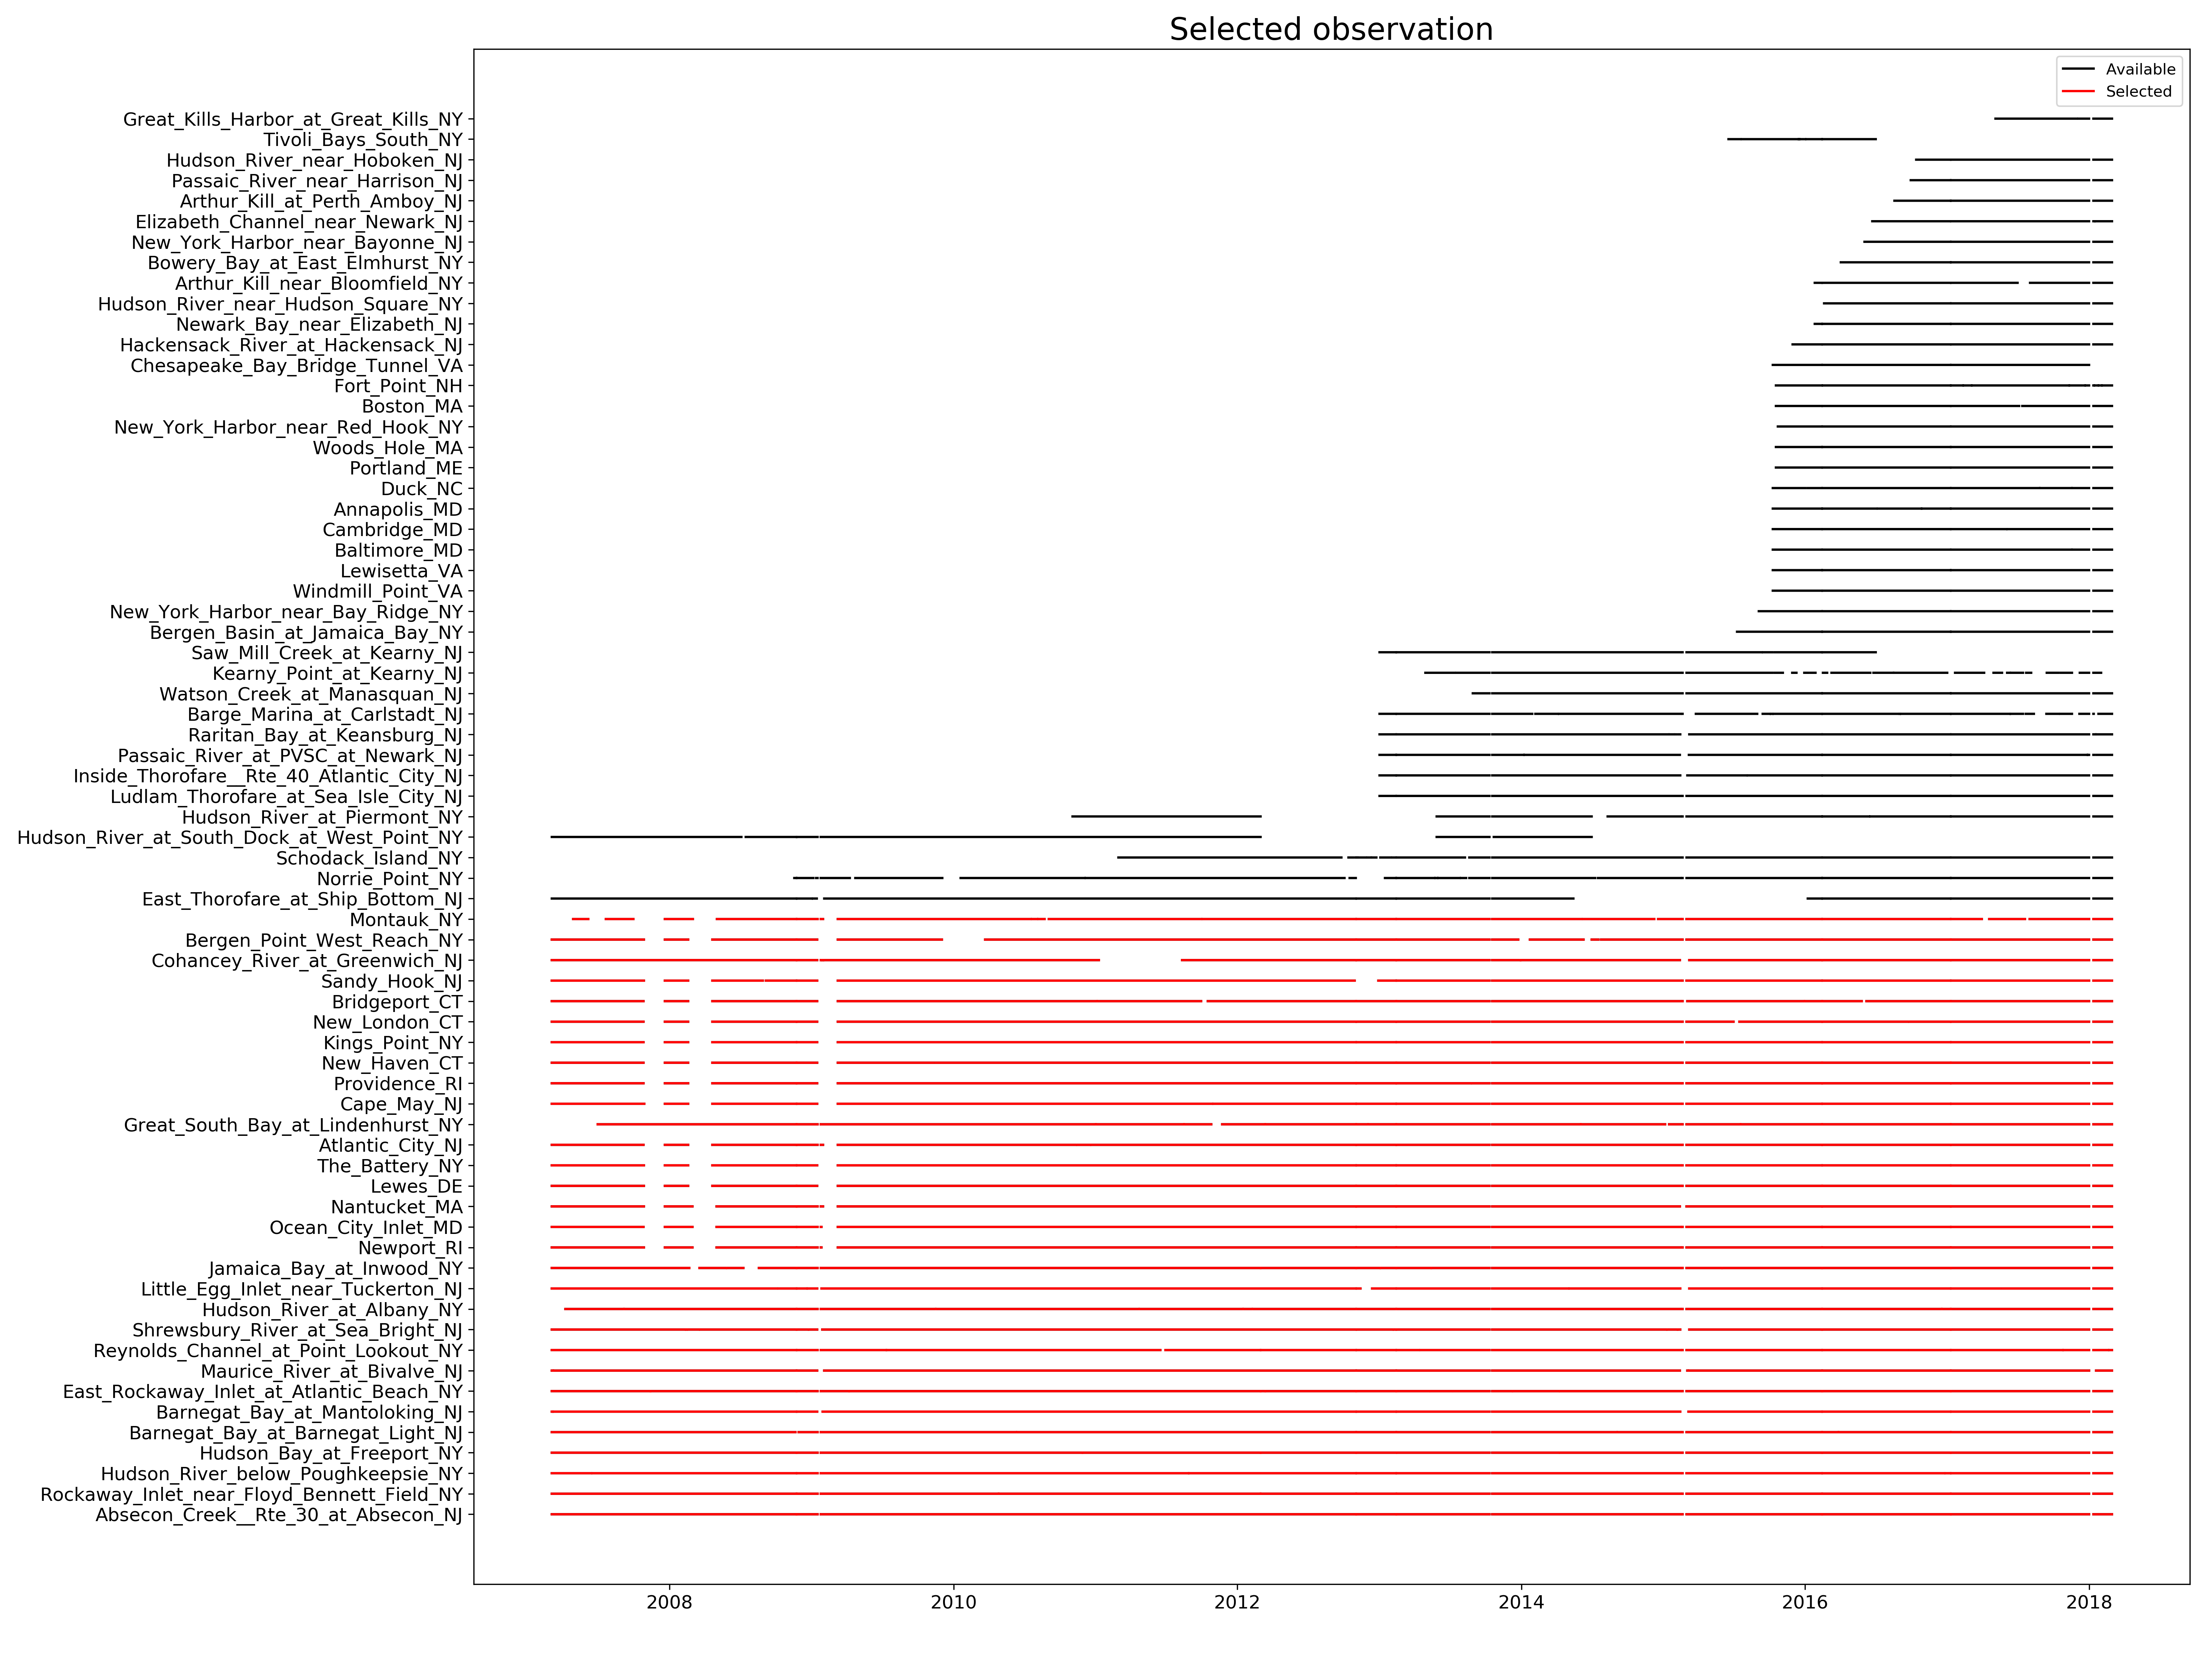 Selected observation
Available
Selected
Great_Kills_Harbor_at_Great_Kills_NY
Tivoli_Bays_South_NY
Hudson_River_near_Hoboken_NJ
Passaic_River_near_Harrison_NJ
Arthur_Kill_at_Perth_Amboy_NJ
Elizabeth_Channel_near_Newark_NJ
New_York_Harbor_near_Bayonne_NJ
Bowery_Bay_at_East_Elmhurst_NY
Arthur_Kill_near_Bloomfield_NY
Hudson_River_near_Hudson_Square_NY
Newark_Bay_near_Elizabeth_NJ
Hackensack_River_at_Hackensack_NJ
Chesapeake_Bay_Bridge_Tunnel_VA
Fort_Point_NH
Boston_MA
New_York_Harbor_near_Red_Hook_NY
Woods_Hole_MA
Portland_ME
Duck_NC
Annapolis_MD
Cambridge_MD
Baltimore_MD
Lewisetta_VA
Windmill_Point_VA
New_York_Harbor_near_Bay_Ridge_NY
Bergen_Basin_at_Jamaica_Bay_NY
Saw_Mill_Creek_at_Kearny_NJ
Kearny_Point_at_Kearny_NJ
Watson_Creek_at_Manasquan_NJ
Barge_Marina_at_Carlstadt_NJ
Raritan_Bay_at_Keansburg_NJ
Passaic_River_at_PVSC_at_Newark_NJ
Inside_Thorofare__Rte_40_Atlantic_City_NJ
Ludlam_Thorofare_at_Sea_Isle_City_NJ
Hudson_River_at_Piermont_NY
Hudson_River_at_South_Dock_at_West_Point_NY
Schodack_Island_NY
Norrie_Point_NY
East_Thorofare_at_Ship_Bottom_NJ
Montauk_NY
Bergen_Point_West_Reach_NY
Cohancey_River_at_Greenwich_NJ
Sandy_Hook_NJ
Bridgeport_CT
New_London_CT
Kings_Point_NY
New_Haven_CT
Providence_RI
Cape_May_NJ
Great_South_Bay_at_Lindenhurst_NY
Atlantic_City_NJ
The_Battery_NY
Lewes_DE
Nantucket_MA
Ocean_City_Inlet_MD
Newport_RI
Jamaica_Bay_at_Inwood_NY
Little_Egg_Inlet_near_Tuckerton_NJ
Hudson_River_at_Albany_NY
Shrewsbury_River_at_Sea_Bright_NJ
Reynolds_Channel_at_Point_Lookout_NY
Maurice_River_at_Bivalve_NJ
East_Rockaway_Inlet_at_Atlantic_Beach_NY
Barnegat_Bay_at_Mantoloking_NJ
Barnegat_Bay_at_Barnegat_Light_NJ
Hudson_Bay_at_Freeport_NY
Hudson_River_below_Poughkeepsie_NY
Rockaway_Inlet_near_Floyd_Bennett_Field_NY
Absecon_Creek__Rte_30_at_Absecon_NJ
2008 2010 2012 2014 2016 2018